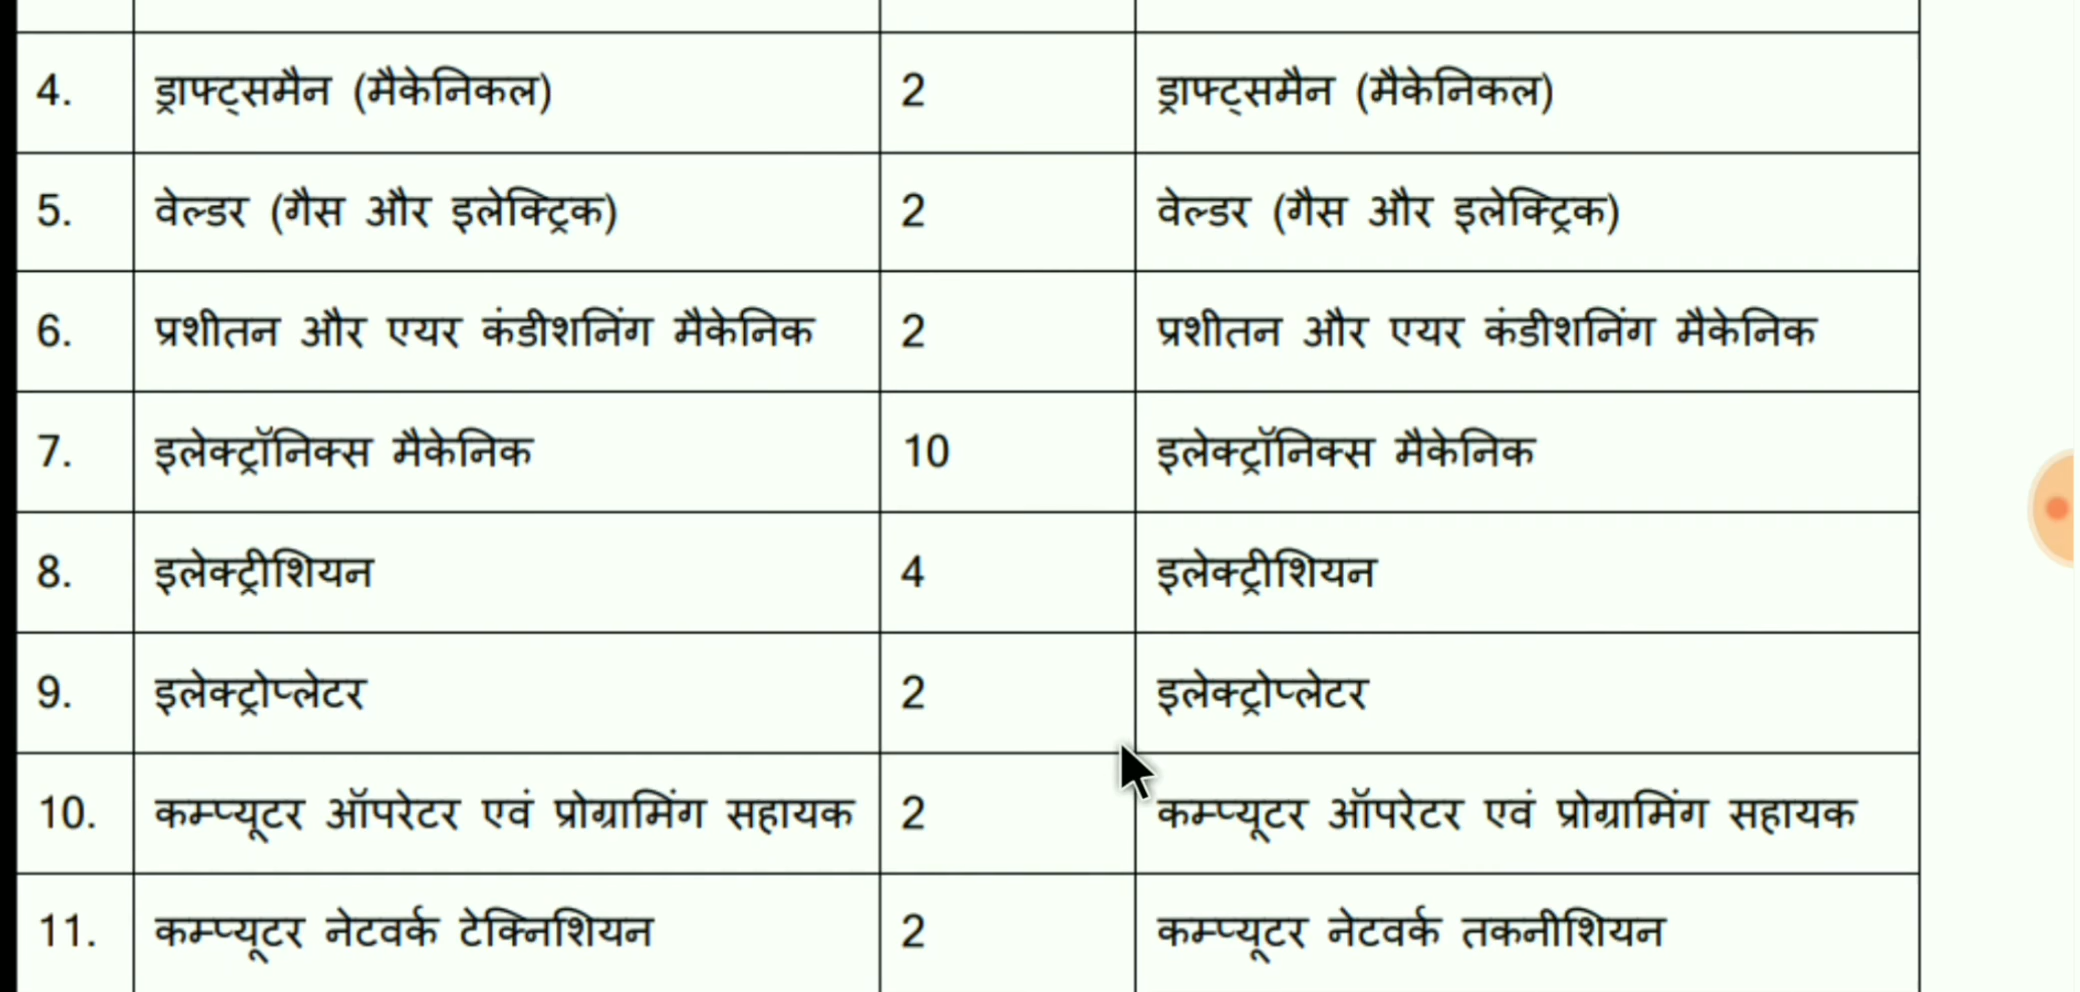 4. ड्राफ्ट्समैन (मैकेनिकल) 2 ड्राफ्ट्समैन (मैकेनिकल)
5. वेल्डर (गैस और इलेक्ट्रिक) 2 वेल्डर (गैस और इलेक्ट्रिक)
6. प्रशीतन और एयर कंडीशनिंग मैकेनिक 2 प्रशीतन और एयर कंडीशनिंग मैकेनिक
7. इलेक्ट्रॉनिक्स मैकेनिक 10 इलेक्ट्रॉनिक्स मैकेनिक
8. इलेक्ट्रीशियन 4 इलेक्ट्रीशियन
9. इलेक्ट्रोप्लेटर 2 इलेक्ट्रोप्लेटर
10. कम्प्यूटर ऑपरेटर एवं प्रोग्रामिंग सहायक 2 कम्प्यूटर ऑपरेटर एवं प्रोग्रामिंग सहायक
11. कम्प्यूटर नेटवर्क टेक्निशियन 2 कम्प्यूटर नेटवर्क तकनीशियन